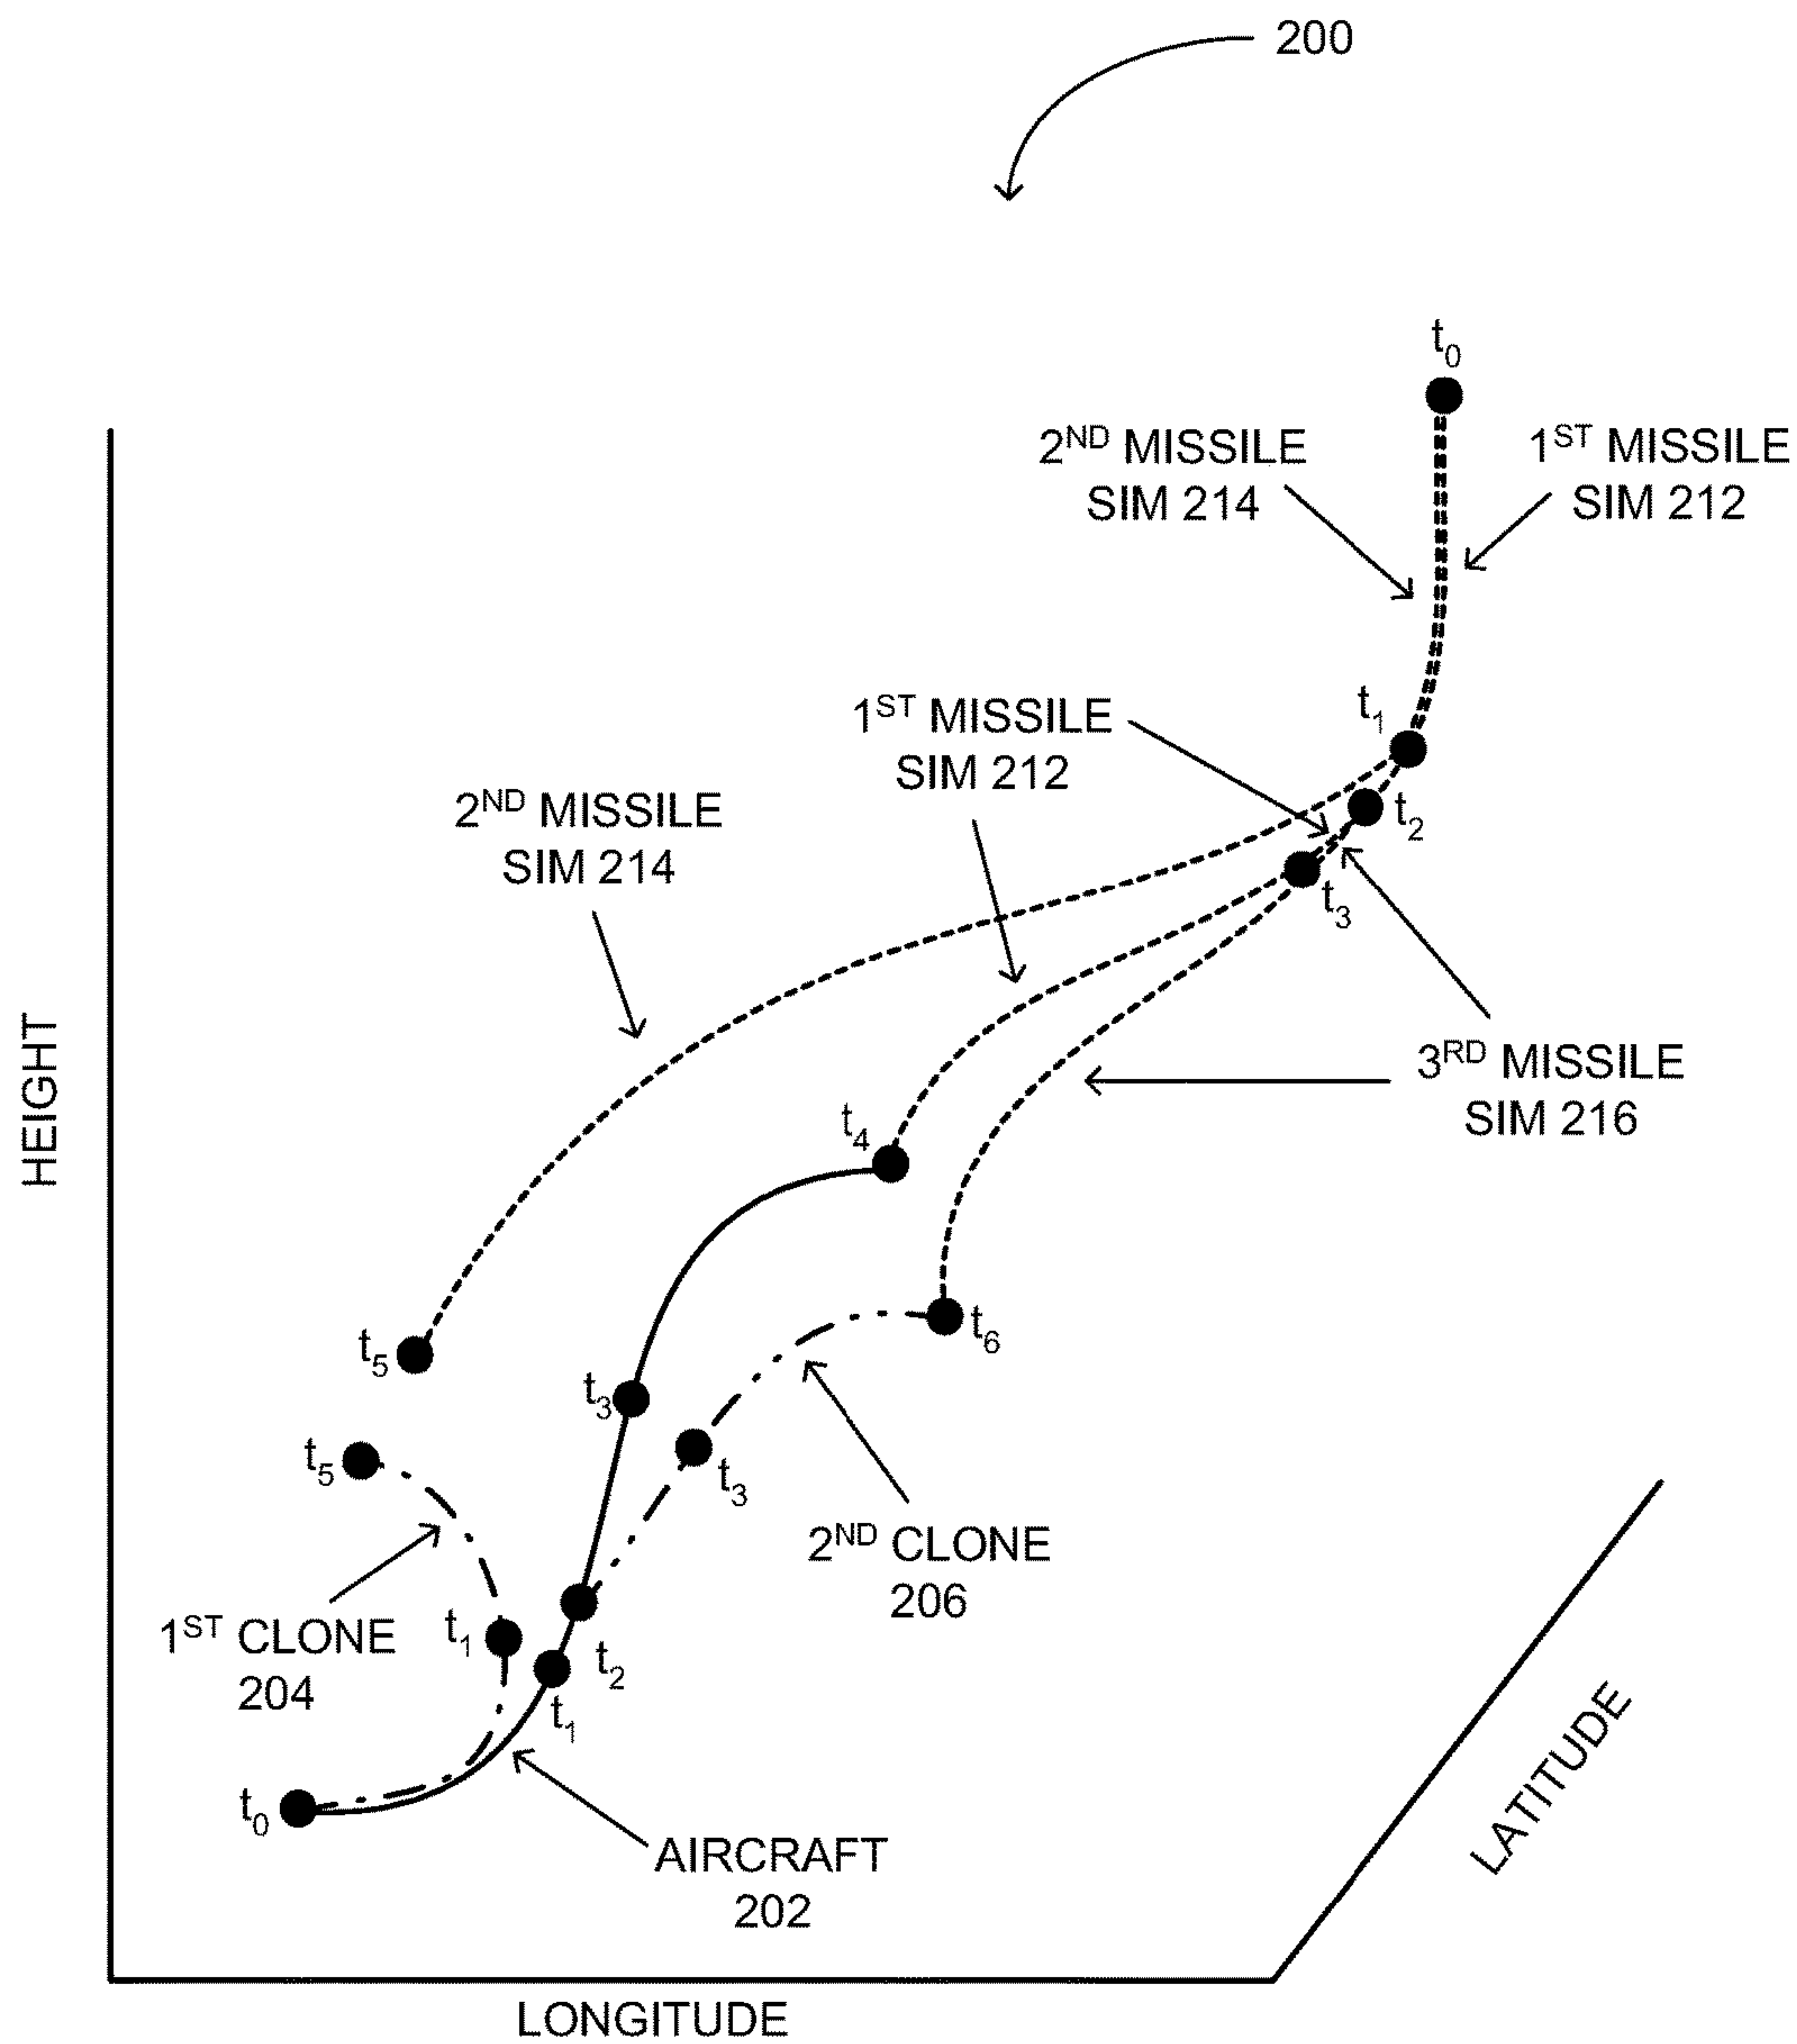 200
t0
2ND MISSILE
SIM 214
1ST MISSILE
SIM 212
t1
1ST MISSILE
SIM 212
2ND MISSILE
SIM 214
t2
t3
3RD MISSILE
SIM 216
HEIGHT
t4
t6
t5
t3
t5
t3
2ND CLONE
206
1ST CLONE
204
t1
t2
t1
t0
AIRCRAFT
202
LATITUDE
LONGITUDE